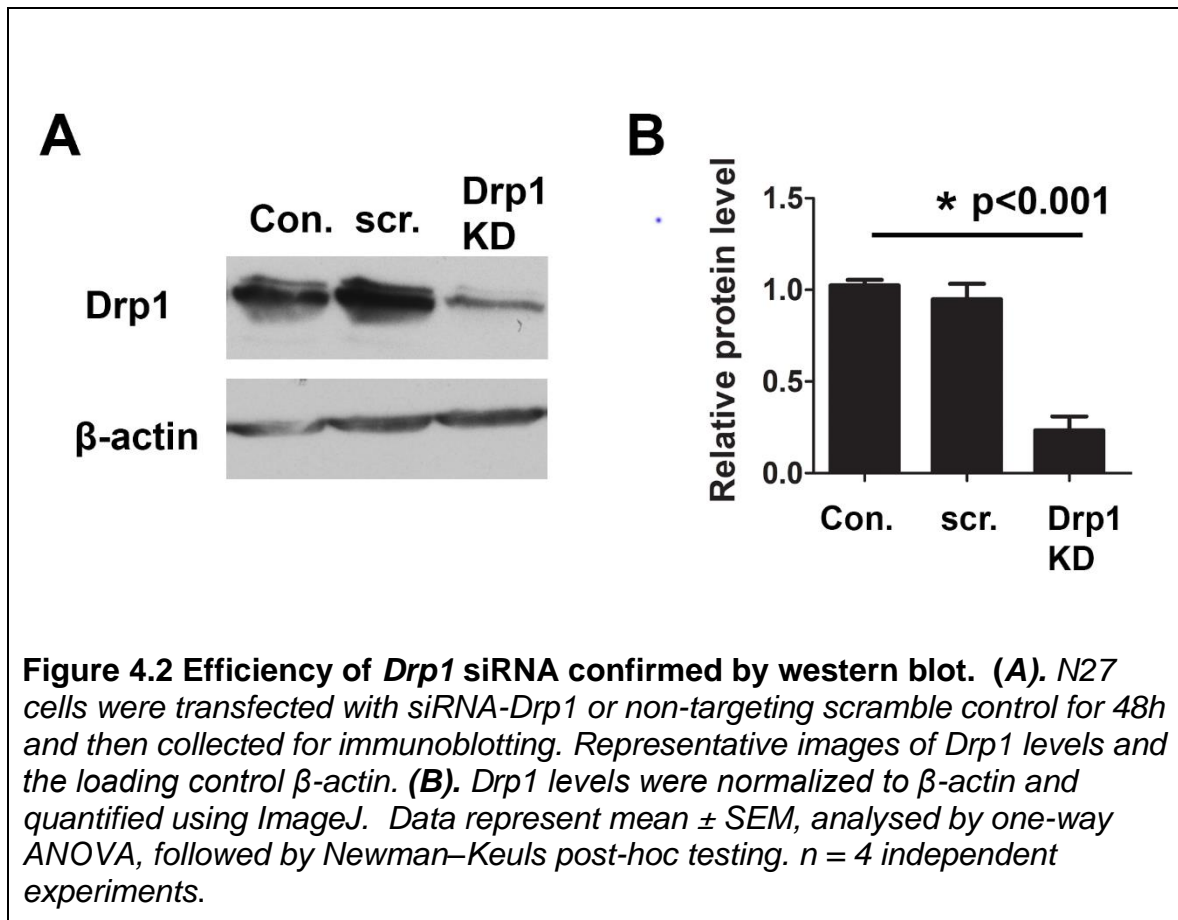 A
Con. scr. Drp1
KD
Drp1
β-actin
B
Relative protein level
1.5
1.0
0.5
0.0
* p<0.001
Con. scr. Drp1
KD
Figure 4.2 Efficiency of Drp1 siRNA confirmed by western blot. (A). N27
cells were transfected with siRNA-Drp1 or non-targeting scramble control for 48h
and then collected for immunoblotting. Representative images of Drp1 levels and
the loading control β-actin. (B). Drp1 levels were normalized to β-actin and
quantified using ImageJ. Data represent mean ± SEM, analysed by one-way
ANOVA, followed by Newman–Keuls post-hoc testing. n = 4 independent
experiments.